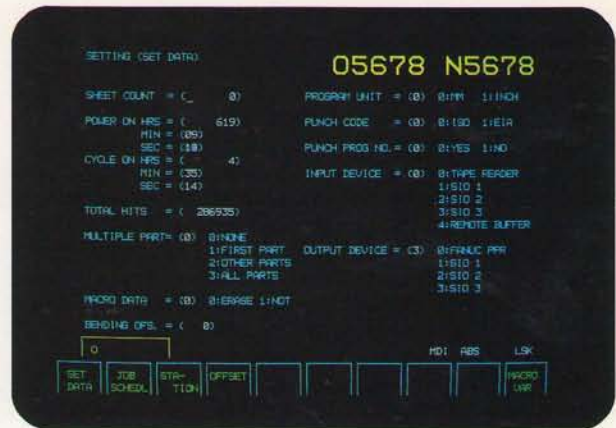 SETTING (SET DATA)
O5678 N5678
SHEET COUNT = (_ 0)
POWER ON HRS = ( 619)
MIN = (09)
SEC = (18)
CYCLE ON HRS = ( 4)
MIN = (35)
SEC = (14)
TOTAL HITS = ( 286935)
MULTIPLE PART= (0) 0:NONE
1:FIRST PART
2:OTHER PARTS
3:ALL PARTS
MACRO DATA = (0) 0:ERASE 1:NOT
BENDING OFS. = ( 0)
PROGRAM UNIT = (0) 0:MM 1:INCH
PUNCH CODE = (0) 0:ISO 1:EIA
PUNCH PROG NO.= (0) 0:YES 1:NO
INPUT DEVICE = (0) 0:TAPE READER
1:SIO 1
2:SIO 2
3:SIO 3
4:REMOTE BUFFER
OUTPUT DEVICE = (3) 0:FANUC PPR
1:SIO 1
2:SIO 2
3:SIO 3
O
MDI ABS LSK
SET DATA
JOB SCHEDL
STA- TION
OFFSET
MACRO VAR